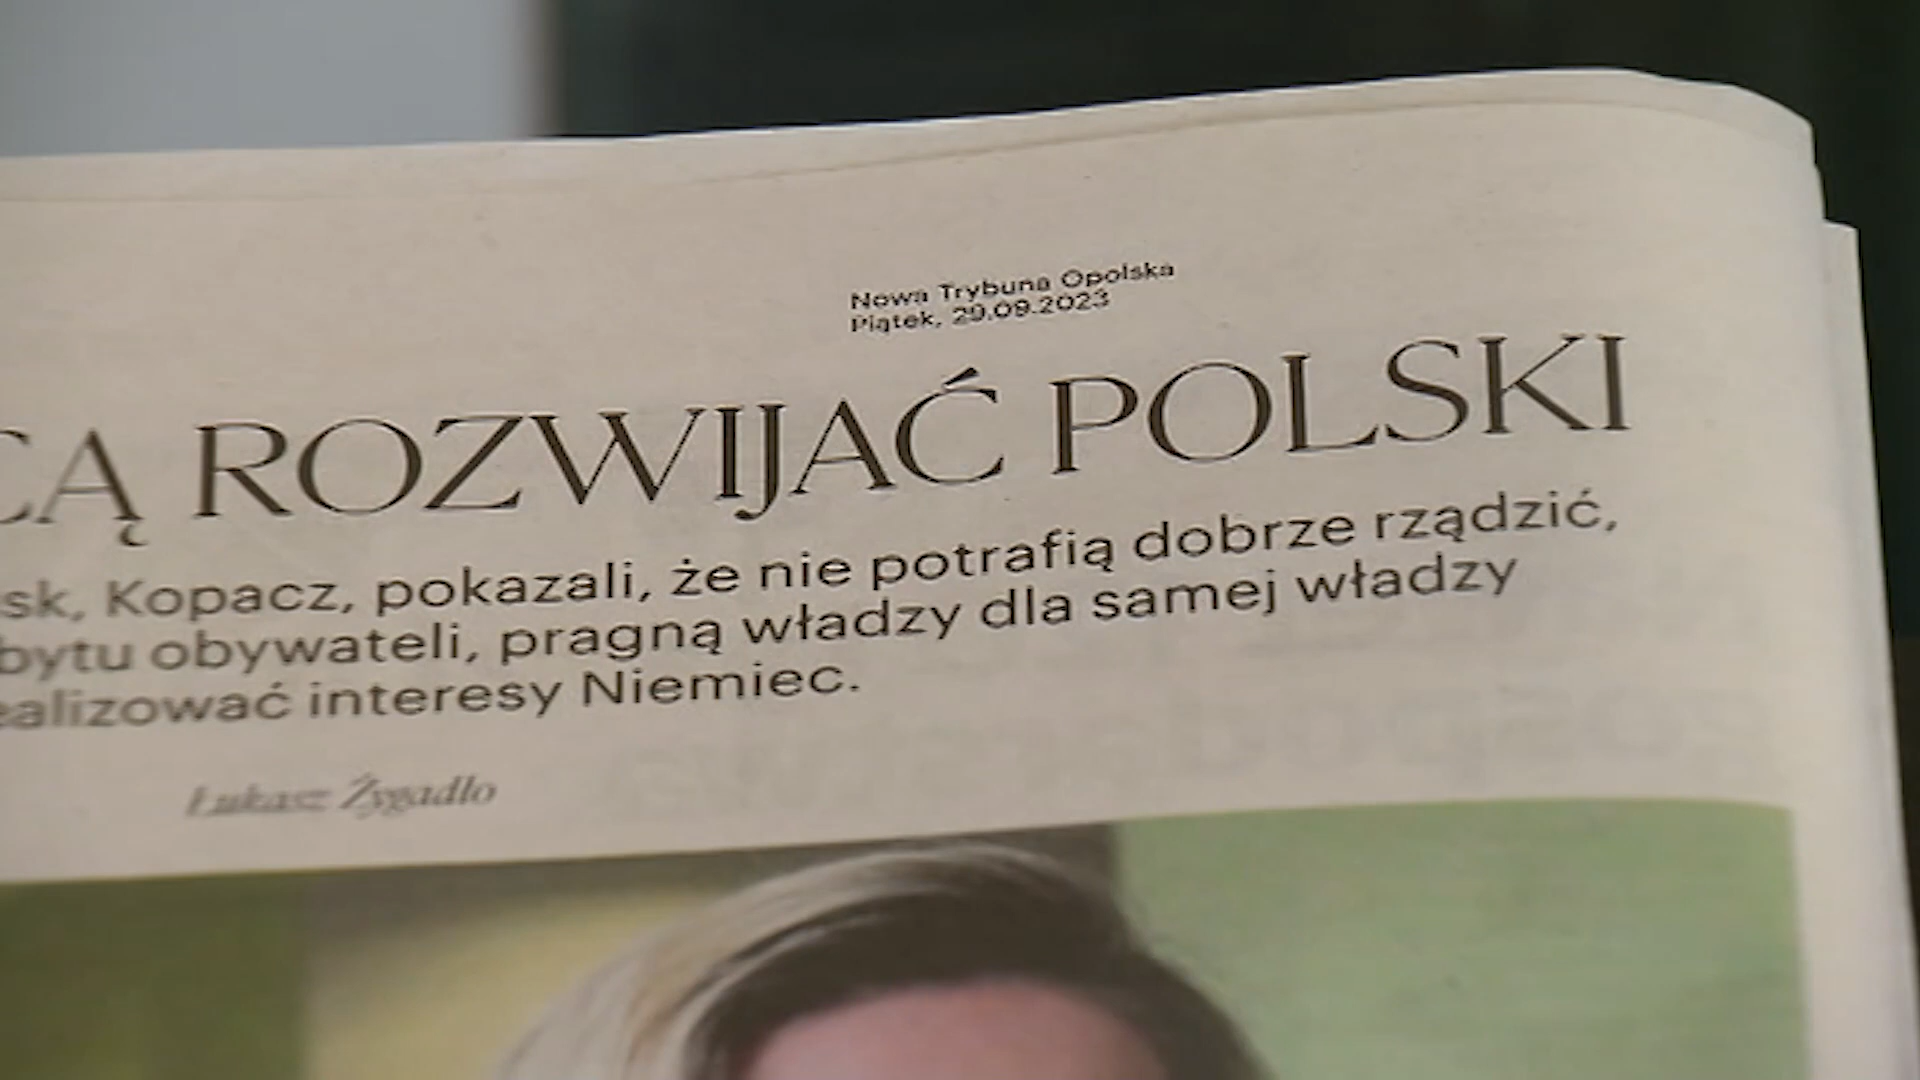 Nowa Trybuna Opolska
Piątek, 29.09.2023
CĄ ROZWIJAĆ POLSKI
sk, Kopacz, pokazali, że nie potrafią dobrze rządzić,
bytu obywateli, pragną władzy dla samej władzy
ealizować interesy Niemiec.
Łukasz Żygadło